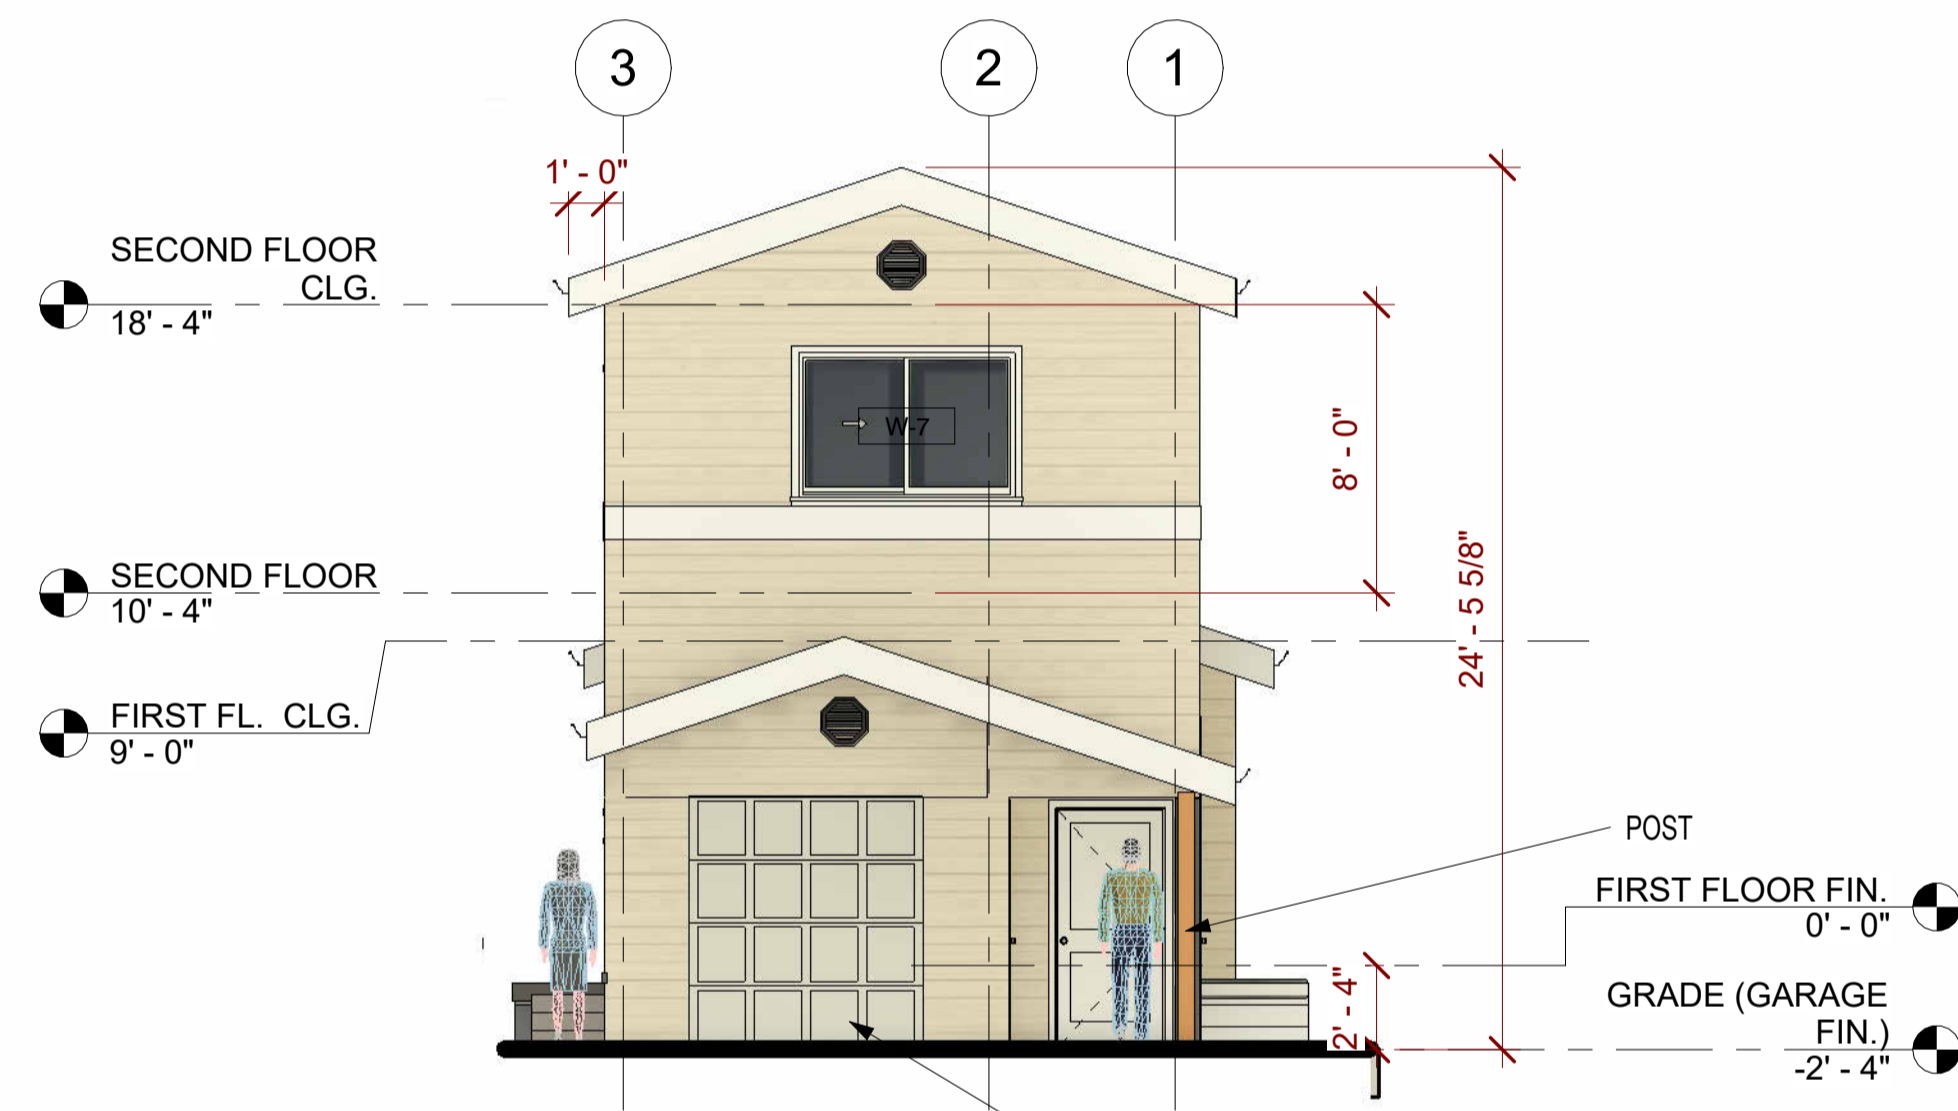 3
2
1
1' - 0"
SECOND FLOOR
CLG.
18' - 4"
W-7
8' - 0"
24' - 5 5/8"
SECOND FLOOR
10' - 4"
FIRST FL. CLG.
9' - 0"
POST
FIRST FLOOR FIN.
0' - 0"
2' - 4"
GRADE (GARAGE
FIN.)
-2' - 4"